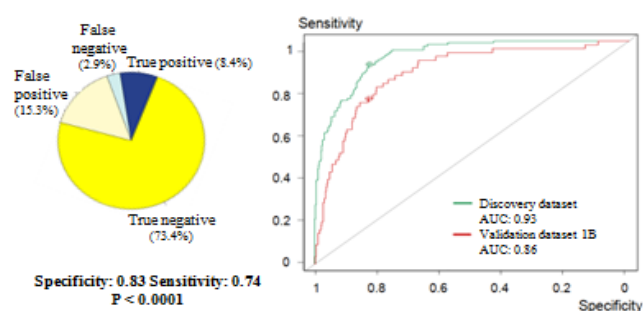 False
negative
(2.9%)
True positive (8.4%)
False
positive
(15.3%)
True negative
(73.4%)
Specificity: 0.83 Sensitivity: 0.74
P < 0.0001
Sensitivity
1
0.8
0.6
0.4
0.2
0
1
0.8
0.6
0.4
0.2
0
Specificity
Discovery dataset
AUC: 0.93
Validation dataset 1B
AUC: 0.86